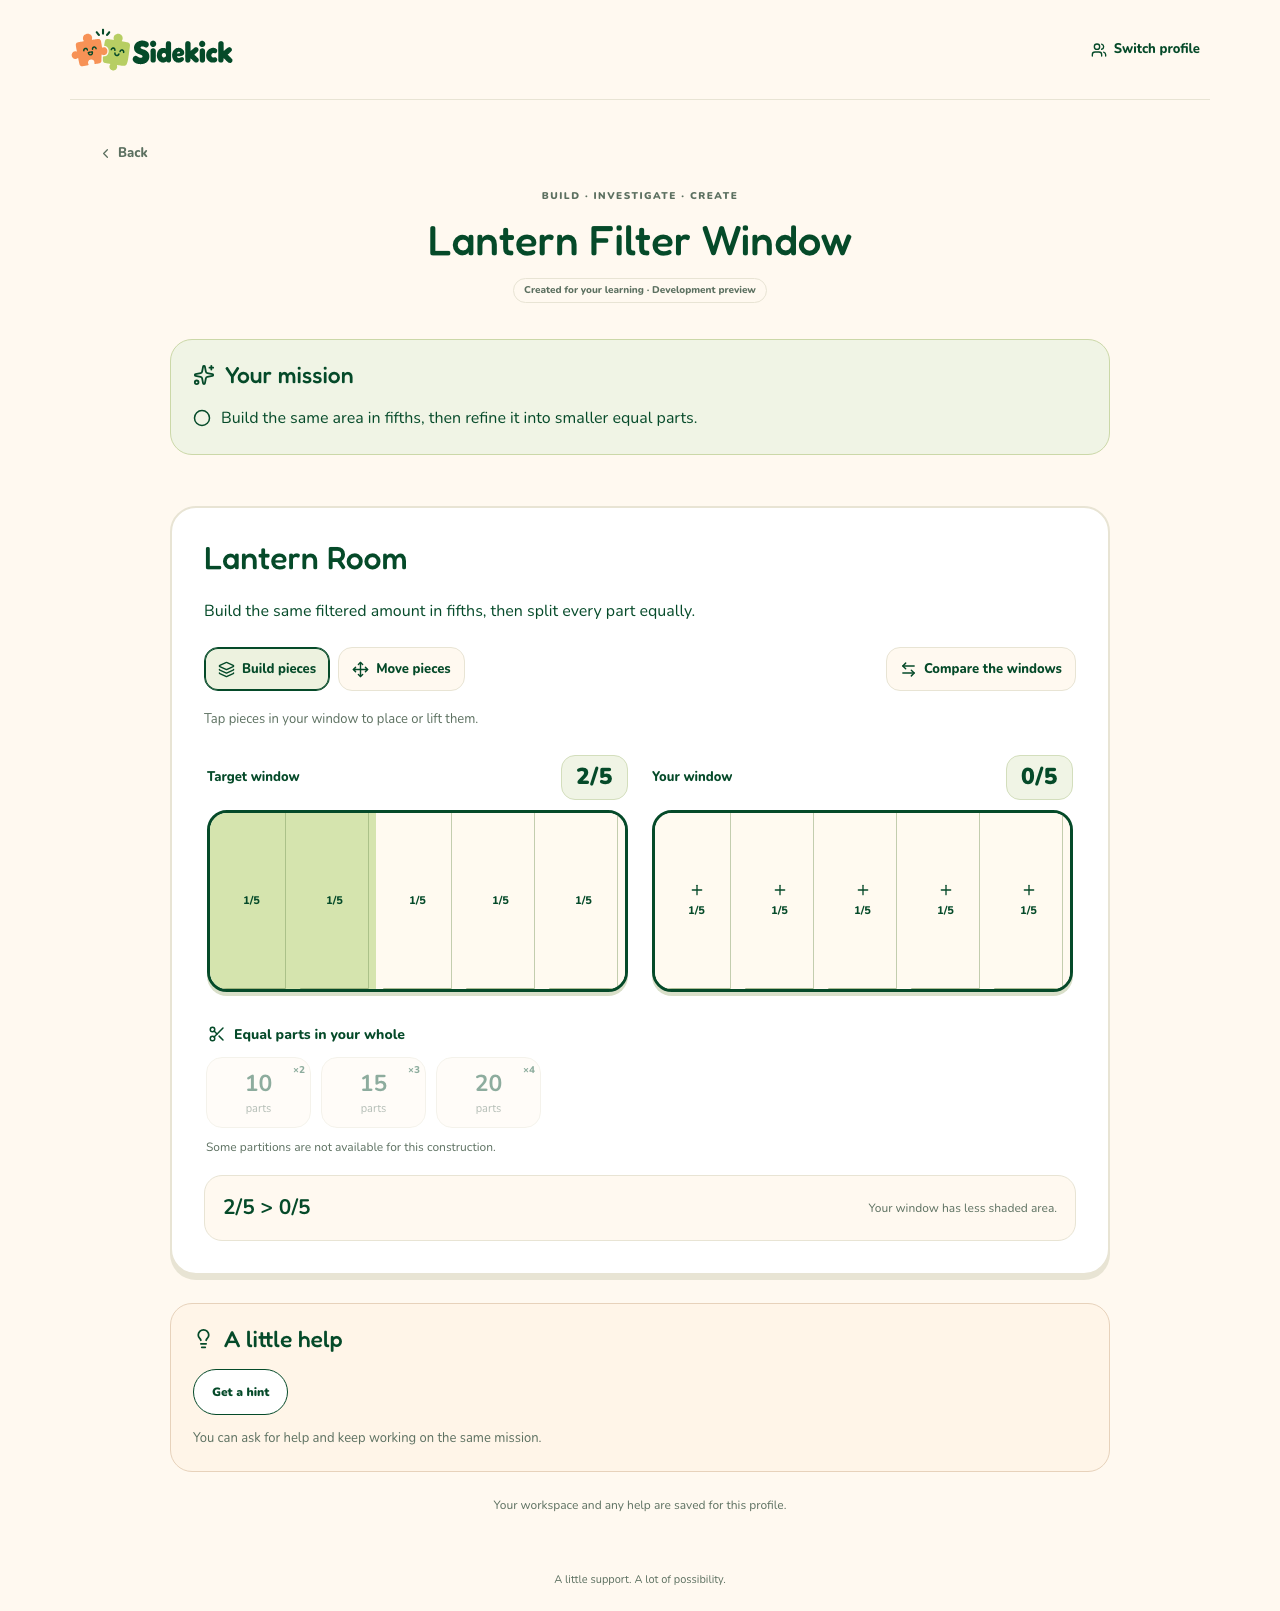 Sidekick
Switch profile
Back
BUILD · INVESTIGATE · CREATE
Lantern Filter Window
Created for your learning · Development preview
Your mission
Build the same area in fifths, then refine it into smaller equal parts.
Lantern Room
Build the same filtered amount in fifths, then split every part equally.
Build pieces
Move pieces
Compare the windows
Tap pieces in your window to place or lift them.
Target window
2/5
Your window
0/5
1/5 1/5 1/5 1/5 1/5
+ + + + +
1/5 1/5 1/5 1/5 1/5
Equal parts in your whole
10 ×2
parts
15 ×3
parts
20 ×4
parts
Some partitions are not available for this construction.
2/5 > 0/5
Your window has less shaded area.
A little help
Get a hint
You can ask for help and keep working on the same mission.
Your workspace and any help are saved for this profile.
A little support. A lot of possibility.